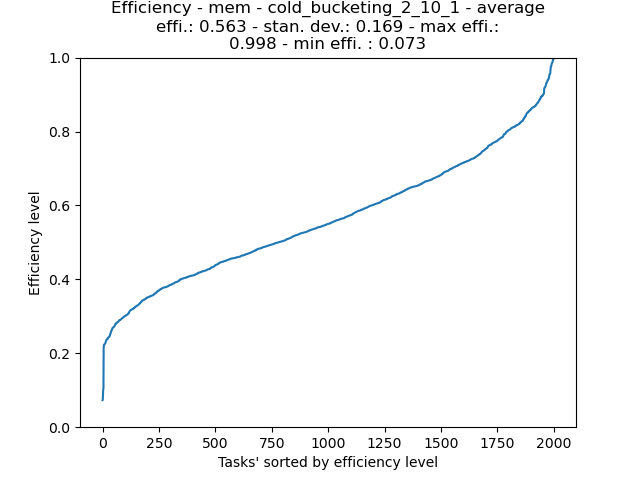 Efficiency - mem - cold_bucketing_2_10_1 - average
effi.: 0.563 - stan. dev.: 0.169 - max effi.:
0.998 - min effi. : 0.073
1.0
0.8
0.6
0.4
0.2
0.0
Efficiency level
0 250 500 750 1000 1250 1500 1750 2000
Tasks' sorted by efficiency level